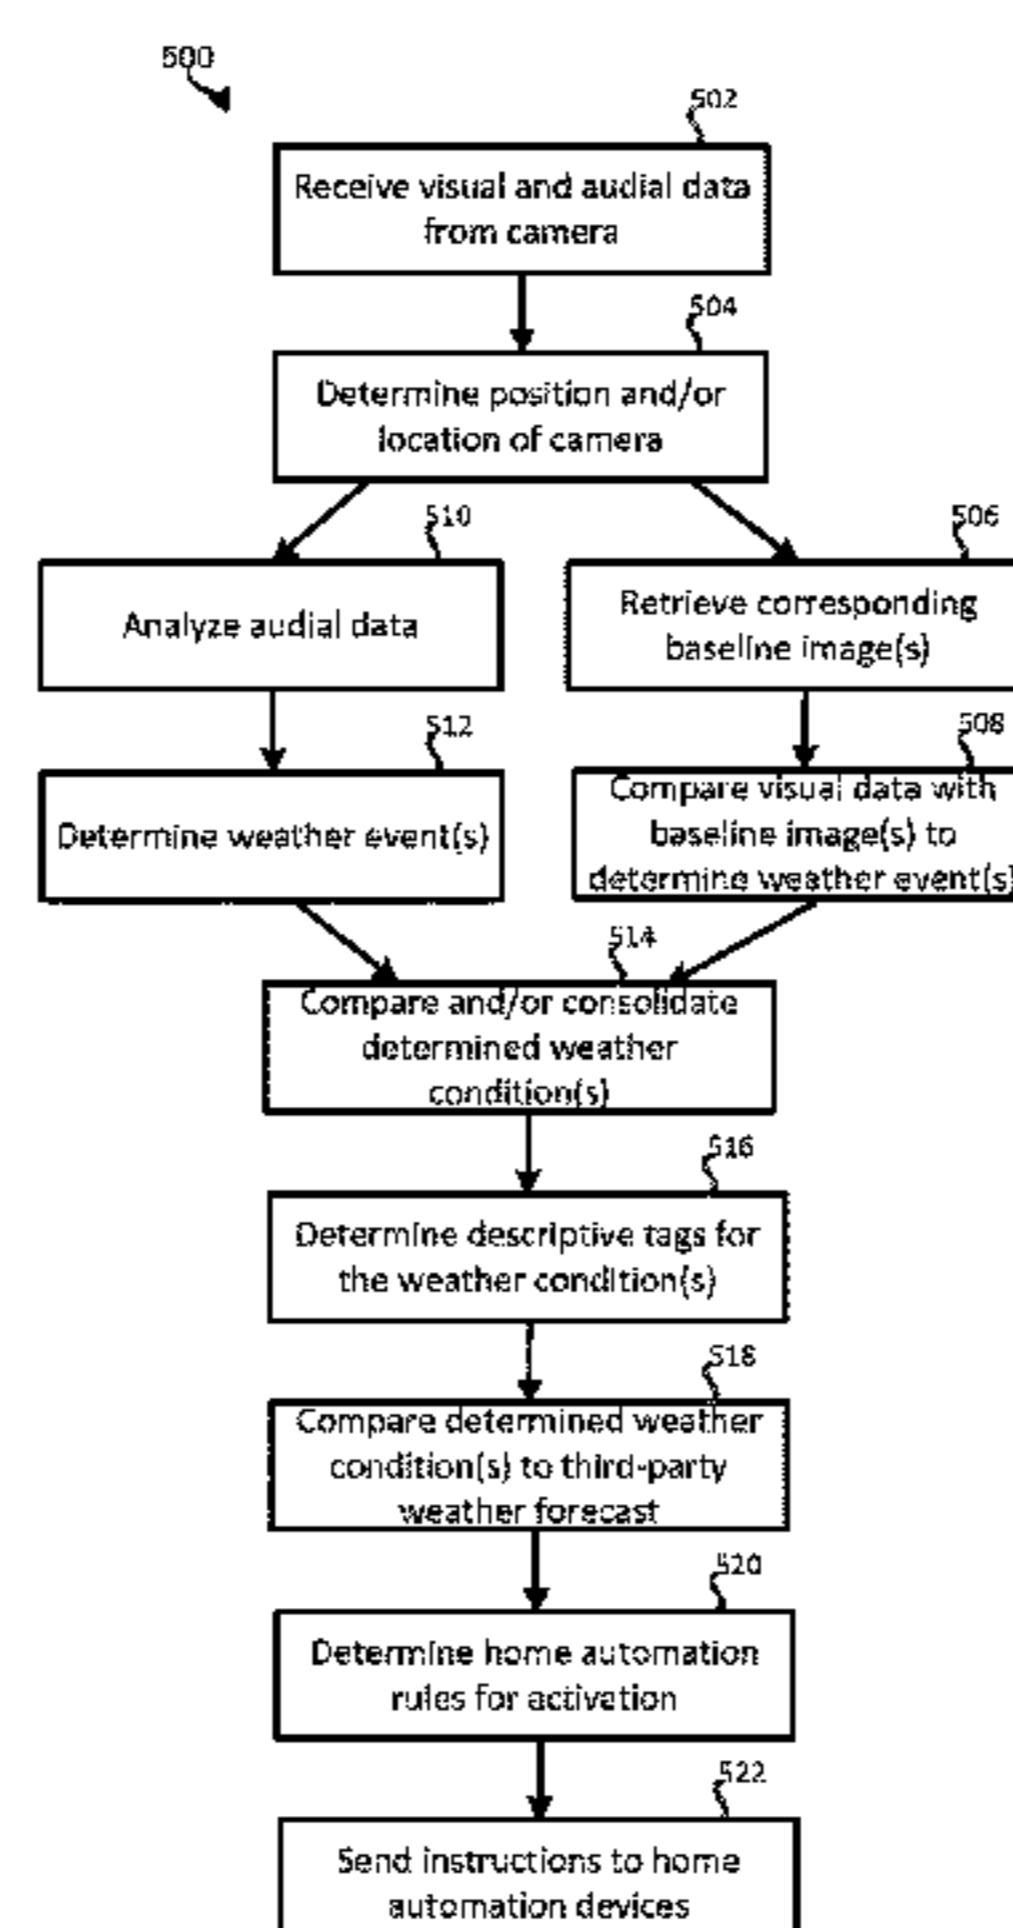 500
502
Receive visual and audial data
from camera
504
Determine position and/or
location of camera
510
Analyze audial data
506
Retrieve corresponding
baseline image(s)
512
Determine weather event(s)
508
Compare visual data with
baseline image(s) to
determine weather event(s)
514
Compare and/or consolidate
determined weather
condition(s)
516
Determine descriptive tags for
the weather condition(s)
518
Compare determined weather
condition(s) to third-party
weather forecast
520
Determine home automation
rules for activation
522
Send instructions to home
automation devices